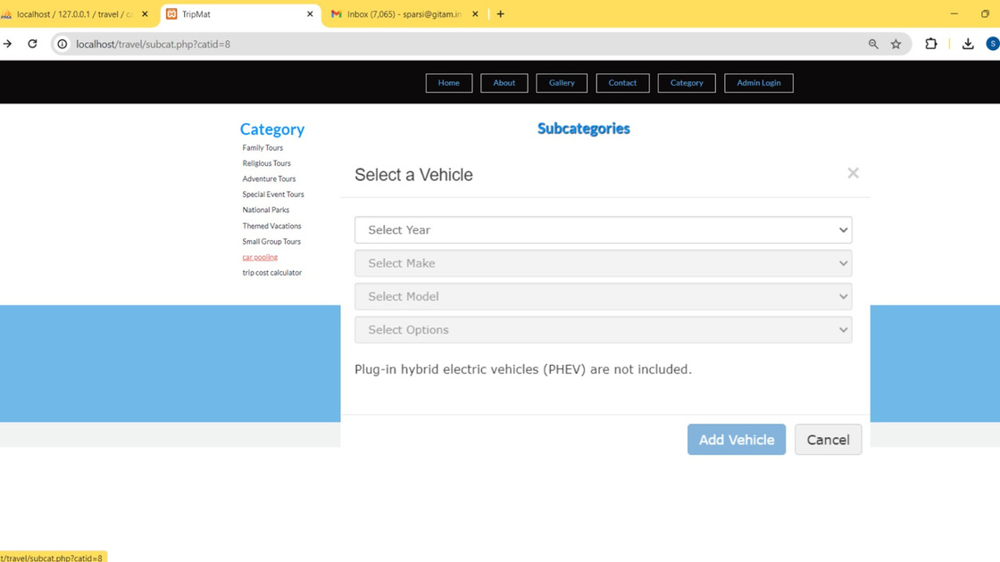 localhost / 127.0.0.1 / travel / ca
TripMat
Inbox (7,065) - sparsi@gitam.in
localhost/travel/subcat.php?catid=8
S
Home
About
Gallery
Contact
Category
Admin Login
Category
Family Tours
Religious Tours
Adventure Tours
Special Event Tours
National Parks
Themed Vacations
Small Group Tours
car pooling
trip cost calculator
Subcategories
Select a Vehicle
Select Year
Select Make
Select Model
Select Options
Plug-in hybrid electric vehicles (PHEV) are not included.
Add Vehicle
Cancel
t/travel/subcat.php?catid=8